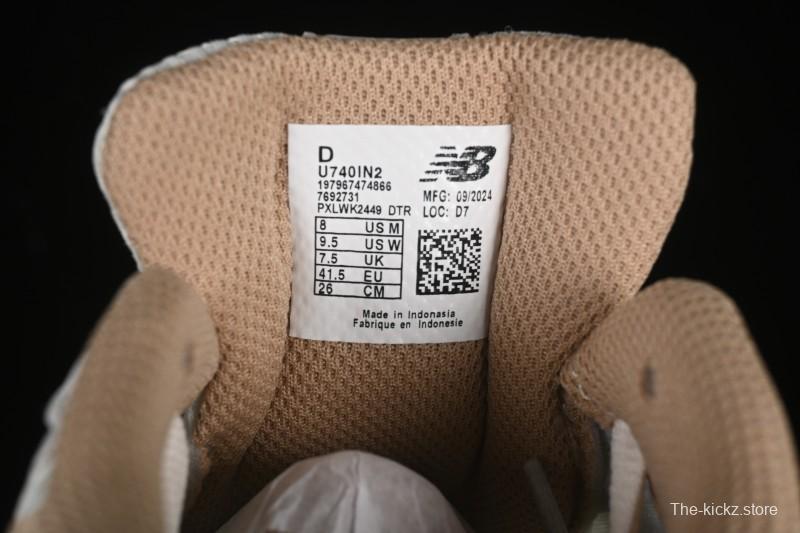 D
U740IN2
197967474866
7692731
PXLWK2449 DTR
8 US M
9.5 US W
7.5 UK
41.5 EU
26 CM
NB
MFG: 09/2024
LOC: D7
Made in Indonasia
Fabrique en Indonesie
The-kickz.store